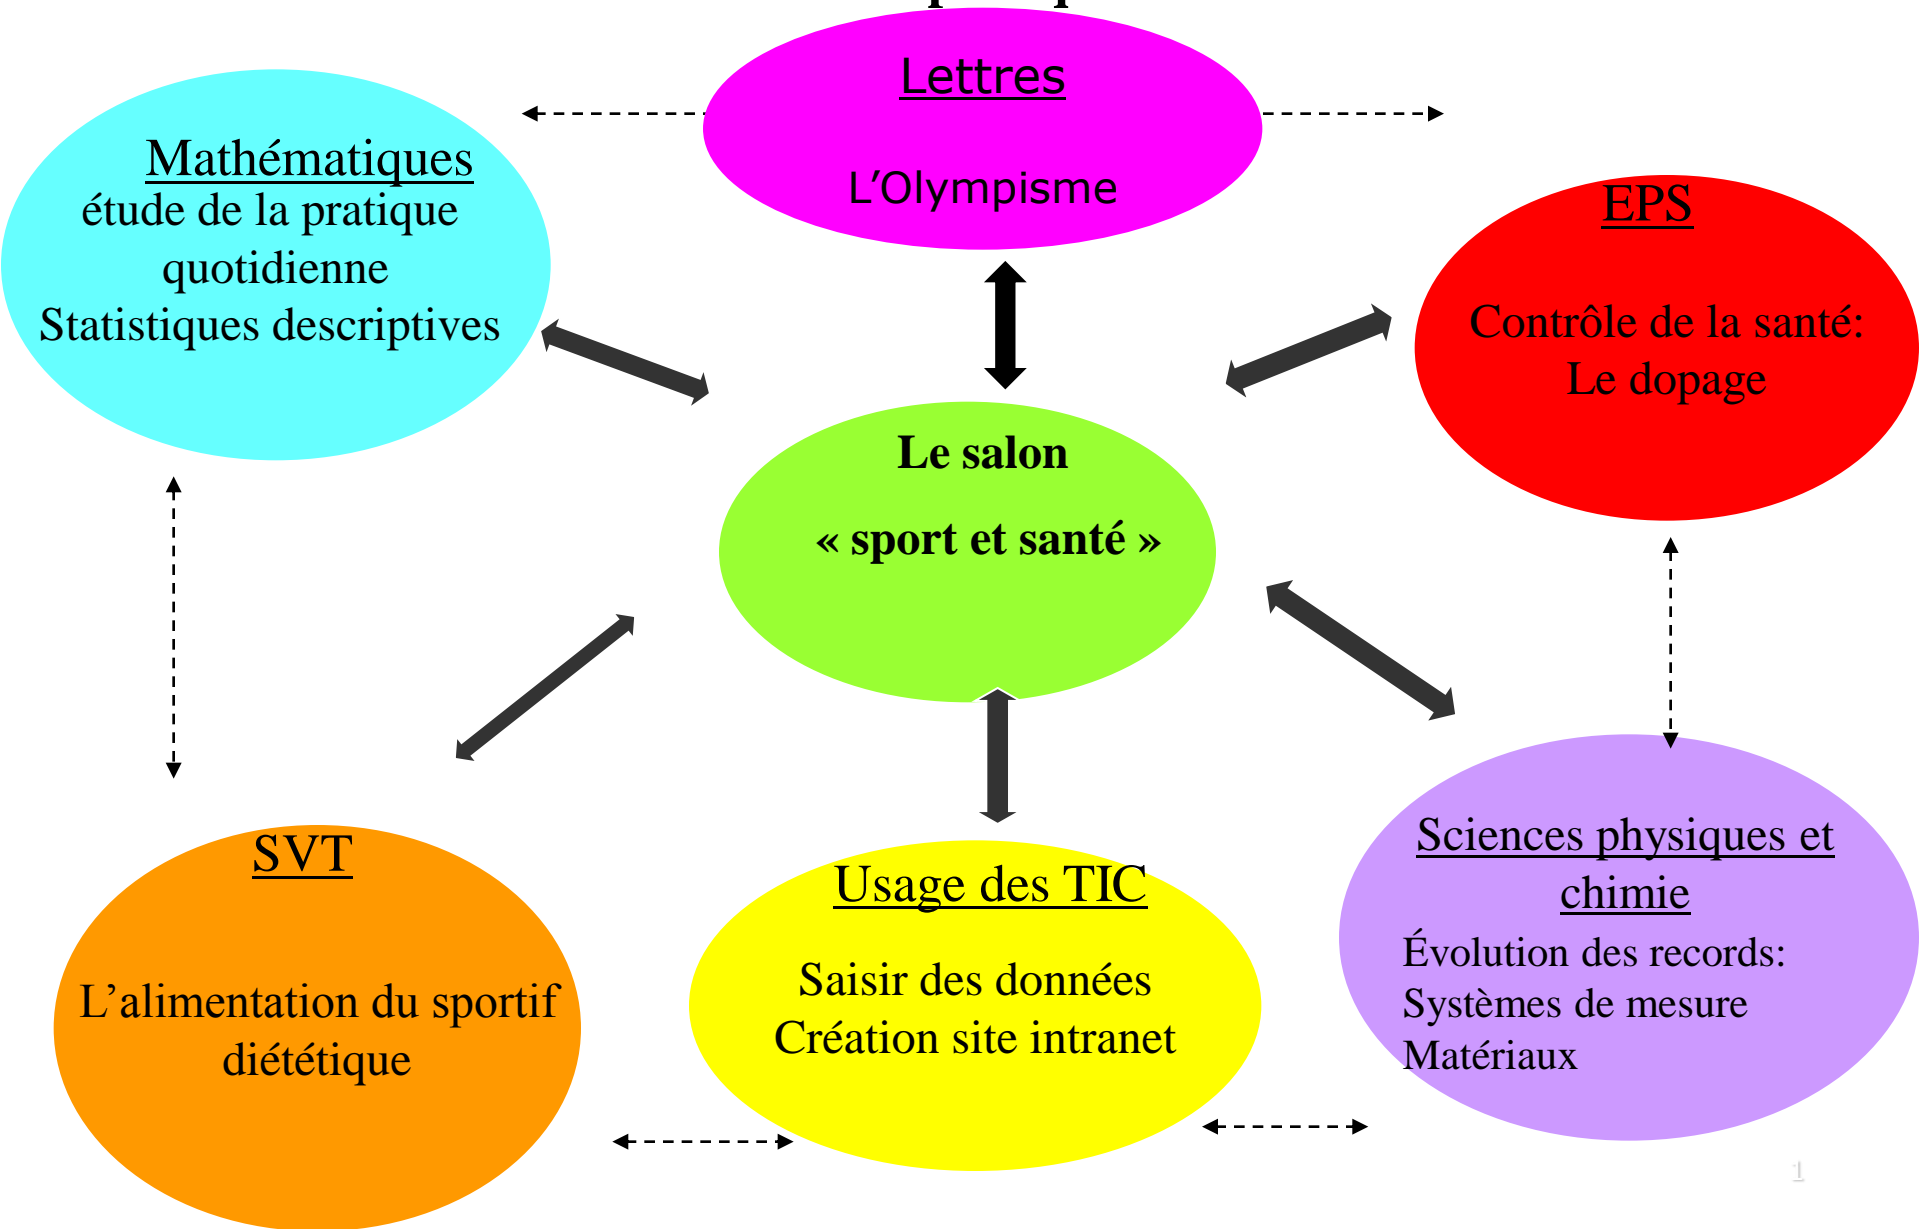 Lettres
L’Olympisme
Mathématiques
étude de la pratique
quotidienne
Statistiques descriptives
EPS
Contrôle de la santé:
Le dopage
Le salon
« sport et santé »
SVT
L’alimentation du sportif
diététique
Usage des TIC
Saisir des données
Création site intranet
Sciences physiques et
chimie
Évolution des records:
Systèmes de mesure
Matériaux
1